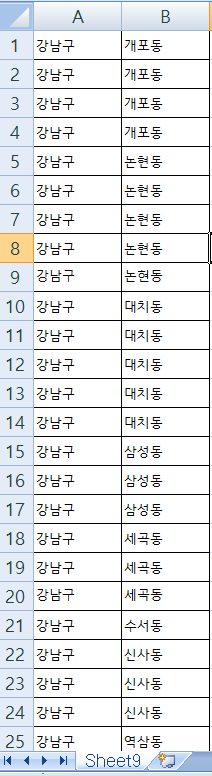 A B
1 강남구 개포동
2 강남구 개포동
3 강남구 개포동
4 강남구 개포동
5 강남구 논현동
6 강남구 논현동
7 강남구 논현동
8 강남구 논현동
9 강남구 논현동
10 강남구 대치동
11 강남구 대치동
12 강남구 대치동
13 강남구 대치동
14 강남구 대치동
15 강남구 삼성동
16 강남구 삼성동
17 강남구 삼성동
18 강남구 세곡동
19 강남구 세곡동
20 강남구 세곡동
21 강남구 수서동
22 강남구 신사동
23 강남구 신사동
24 강남구 신사동
25 강남구 역삼동
Sheet9